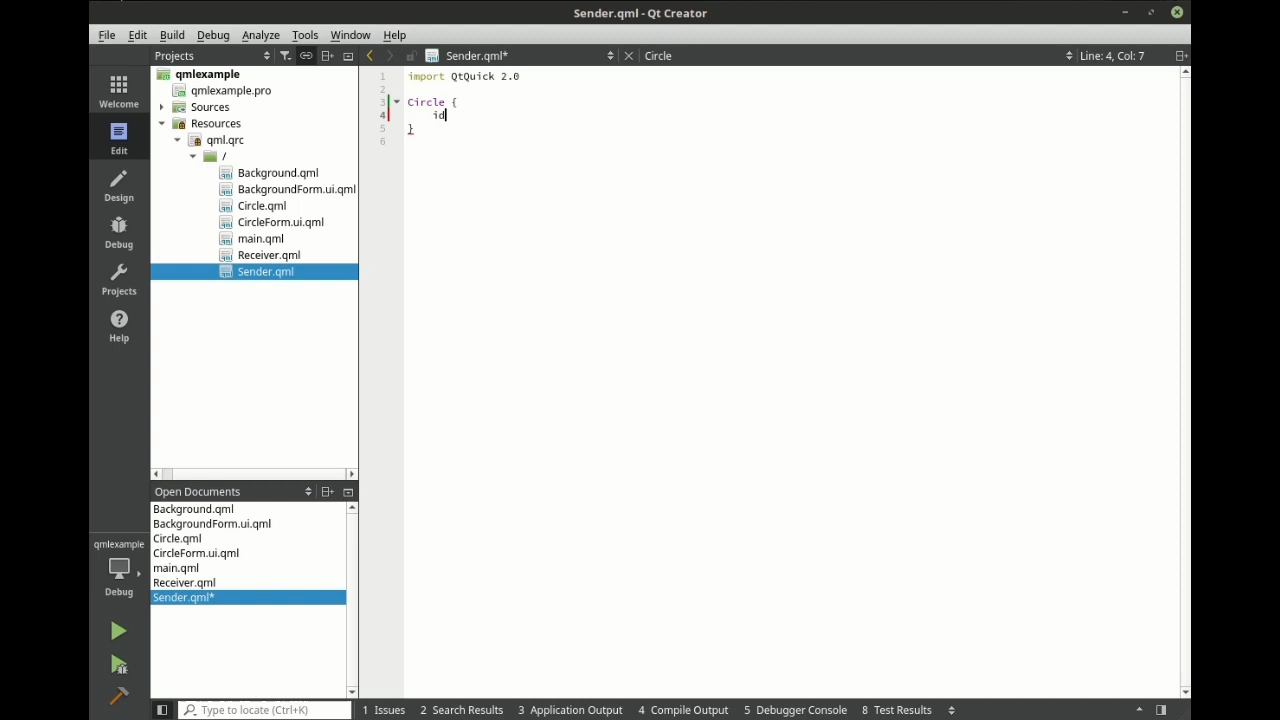 Sender.qml - Qt Creator
File Edit Build Debug Analyze Tools Window Help
Projects
Sender.qml*
Circle
Line: 4, Col: 7
Welcome
Edit
Design
Debug
Projects
Help
qmlexample
Debug
qmlexample
qmlexample.pro
Sources
Resources
qml.qrc
/
Background.qml
BackgroundForm.ui.qml
Circle.qml
CircleForm.ui.qml
main.qml
Receiver.qml
Sender.qml
Open Documents
Background.qml
BackgroundForm.ui.qml
Circle.qml
CircleForm.ui.qml
main.qml
Receiver.qml
Sender.qml*
1 import QtQuick 2.0
2
3 Circle {
4 id
5 }
6
Type to locate (Ctrl+K)
1 Issues 2 Search Results 3 Application Output 4 Compile Output 5 Debugger Console 8 Test Results